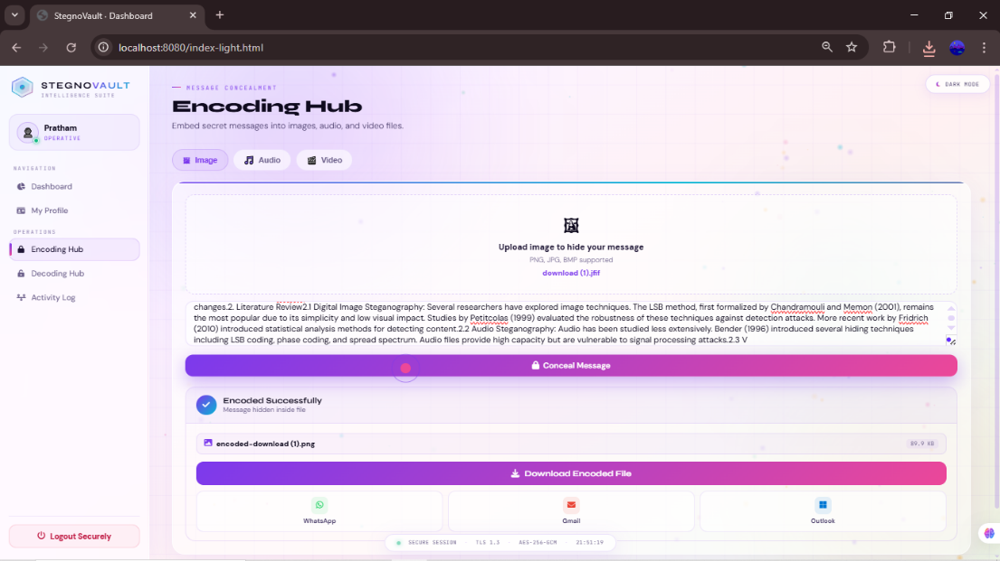 StegnoVault · Dashboard
localhost:8080/index-light.html
STEGNOVAULT
INTELLIGENCE SUITE
Pratham
OPERATIVE
NAVIGATION
Dashboard
My Profile
OPERATIONS
Encoding Hub
Decoding Hub
Activity Log
Logout Securely
DARK MODE
MESSAGE CONCEALMENT
Encoding Hub
Embed secret messages into images, audio, and video files.
Image
Audio
Video
Upload image to hide your message
PNG, JPG, BMP supported
download (1).jfif
changes.2. Literature Review2.1 Digital Image Steganography: Several researchers have explored image techniques. The LSB method, first formalized by Chandramouli and Memon (2001), remains
the most popular due to its simplicity and low visual impact. Studies by Petitcolas (1999) evaluated the robustness of these techniques against detection attacks. More recent work by Fridrich
(2010) introduced statistical analysis methods for detecting content.2.2 Audio Steganography: Audio has been studied less extensively. Bender (1996) introduced several hiding techniques
including LSB coding, phase coding, and spread spectrum. Audio files provide high capacity but are vulnerable to signal processing attacks.2.3 V
Conceal Message
Encoded Successfully
Message hidden inside file
encoded-download (1).png
89.9 KB
Download Encoded File
WhatsApp
Gmail
Outlook
SECURE SESSION · TLS 1.3 · AES-256-GCM · 21:51:19